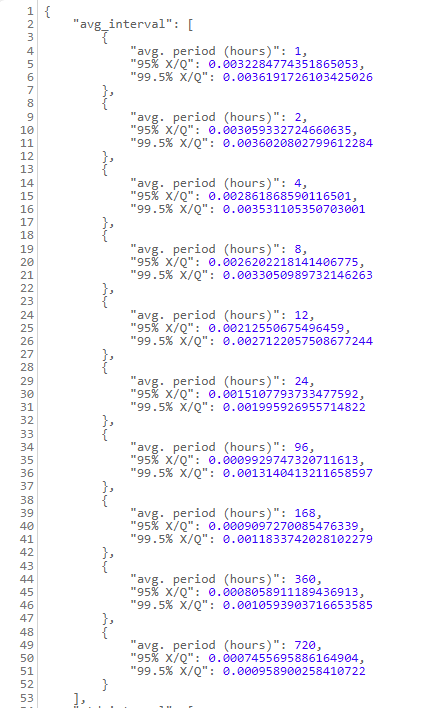 1 {
2 "avg_interval": [
3 {
4 "avg. period (hours)": 1,
5 "95% X/Q": 0.0032284774351865053,
6 "99.5% X/Q": 0.0036191726103425026
7 },
8 {
9 "avg. period (hours)": 2,
10 "95% X/Q": 0.003059332724660635,
11 "99.5% X/Q": 0.0036020802799612284
12 },
13 {
14 "avg. period (hours)": 4,
15 "95% X/Q": 0.002861868590116501,
16 "99.5% X/Q": 0.003531105350703001
17 },
18 {
19 "avg. period (hours)": 8,
20 "95% X/Q": 0.0026202218141406775,
21 "99.5% X/Q": 0.0033050989732146263
22 },
23 {
24 "avg. period (hours)": 12,
25 "95% X/Q": 0.00212550675496459,
26 "99.5% X/Q": 0.0027122057508677244
27 },
28 {
29 "avg. period (hours)": 24,
30 "95% X/Q": 0.0015107793733477592,
31 "99.5% X/Q": 0.001995926955714822
32 },
33 {
34 "avg. period (hours)": 96,
35 "95% X/Q": 0.0009929747320711613,
36 "99.5% X/Q": 0.0013140413211658597
37 },
38 {
39 "avg. period (hours)": 168,
40 "95% X/Q": 0.0009097270085476339,
41 "99.5% X/Q": 0.0011833742028102279
42 },
43 {
44 "avg. period (hours)": 360,
45 "95% X/Q": 0.0008058911189436913,
46 "99.5% X/Q": 0.0010593903716653585
47 },
48 {
49 "avg. period (hours)": 720,
50 "95% X/Q": 0.0007455695886164904,
51 "99.5% X/Q": 0.000958900258410722
52 }
53 ],